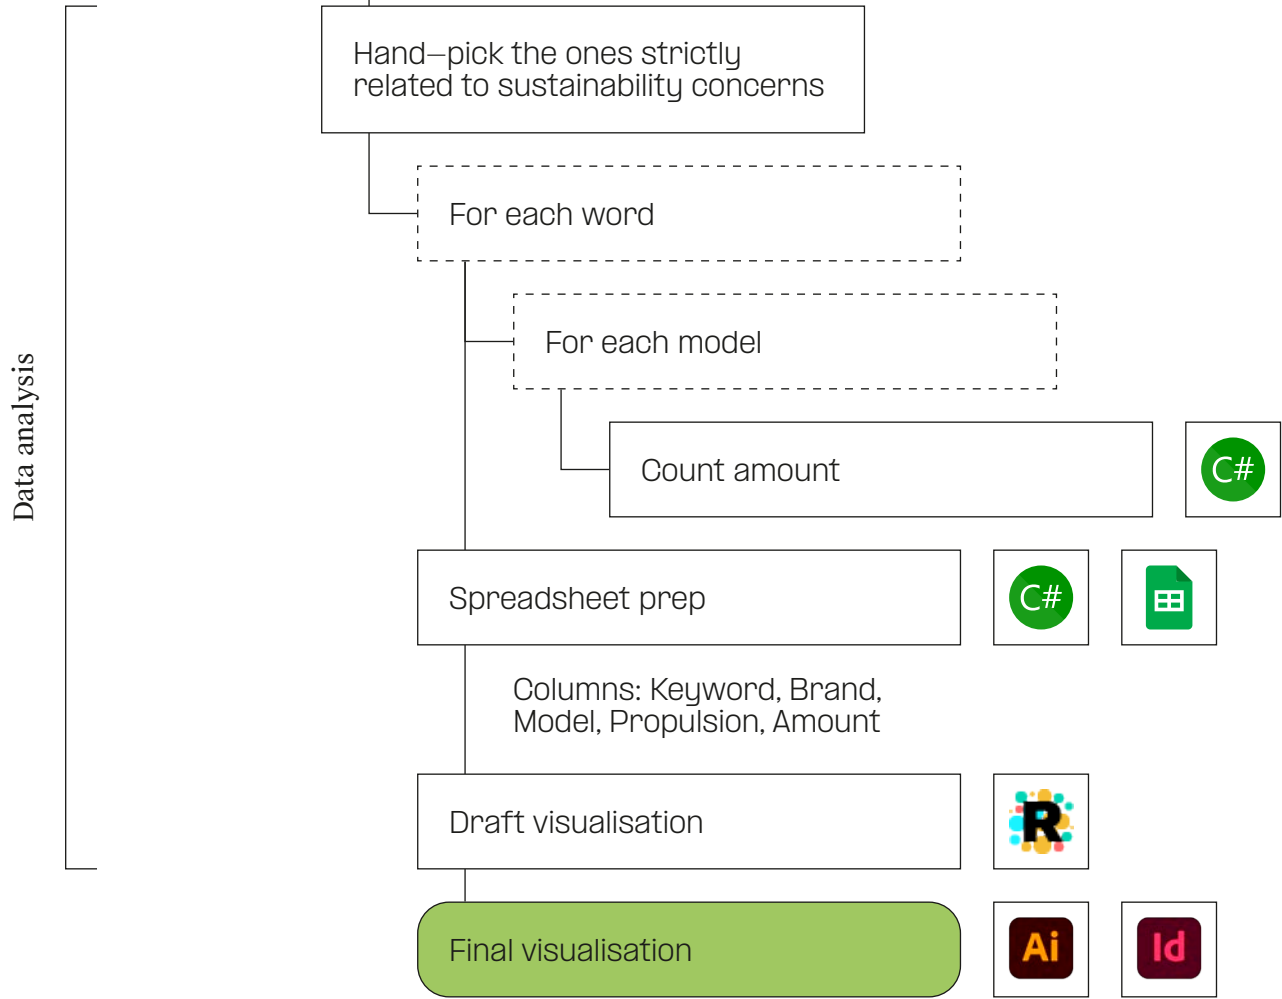 Hand–pick the ones strictly
related to sustainability concerns
For each word
For each model
Data analysis
Count amount
C#
Spreadsheet prep
C#
Columns: Keyword, Brand,
Model, Propulsion, Amount
Draft visualisation
R
Final visualisation
Ai
Id